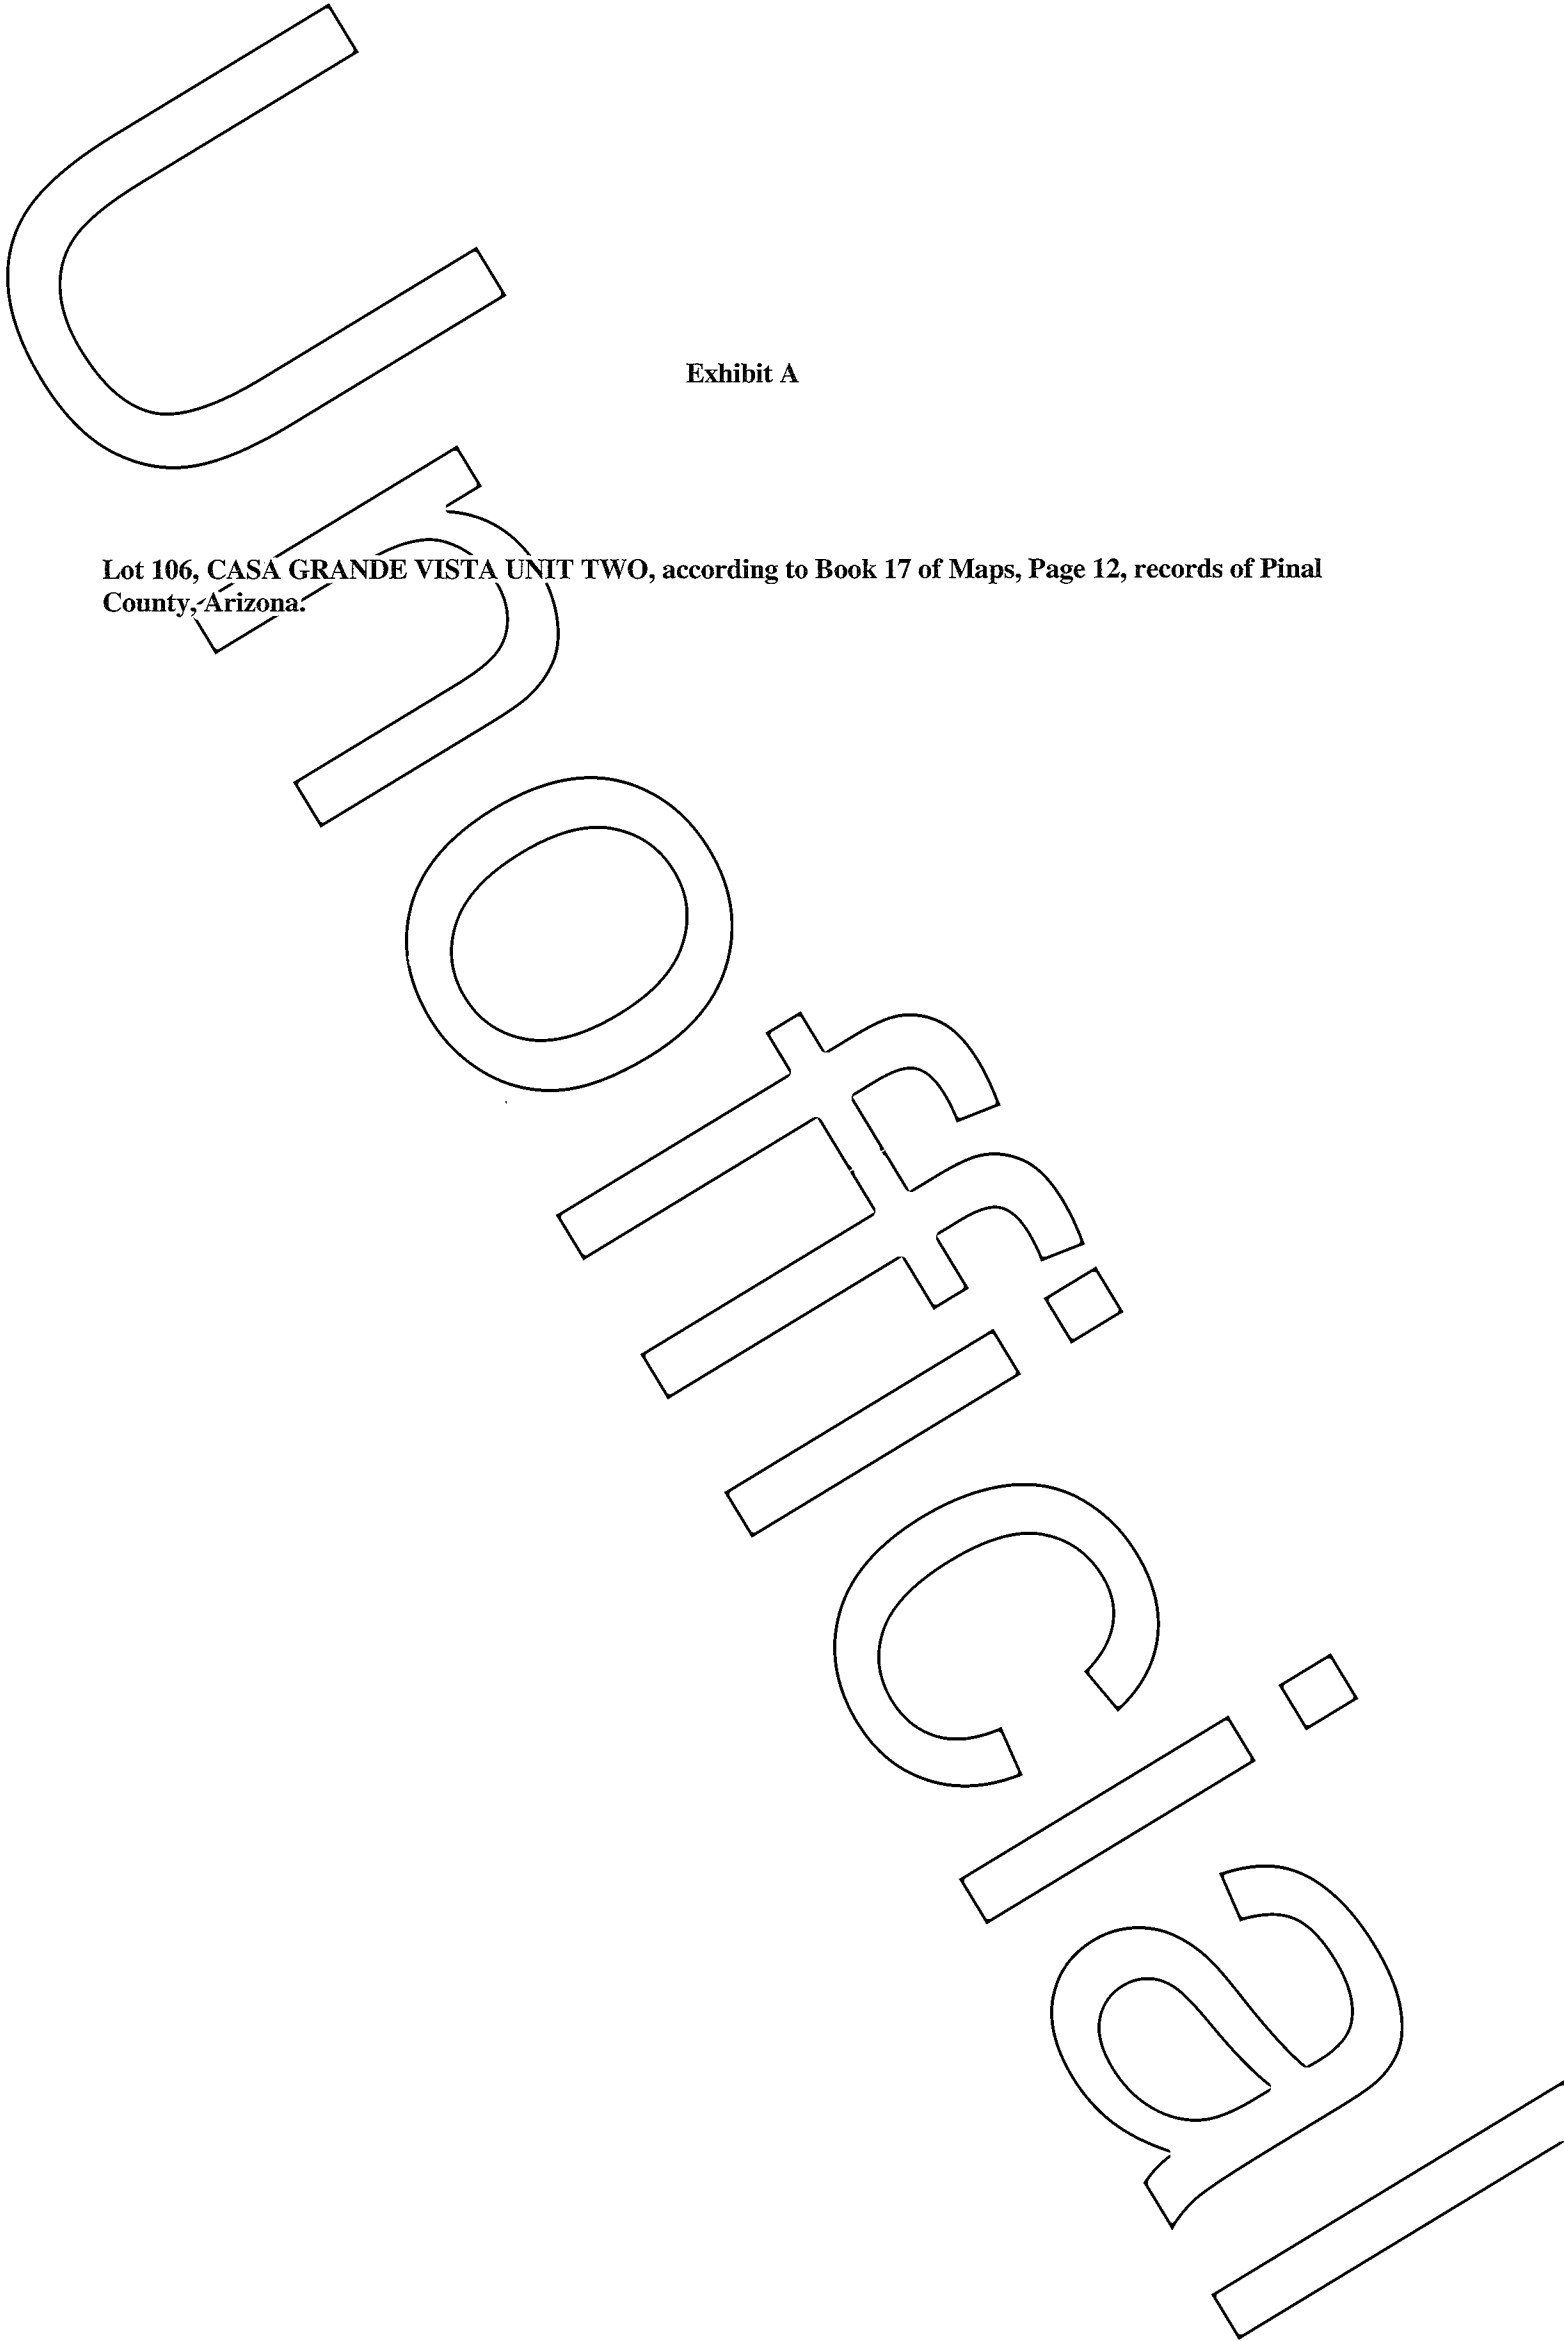 Exhibit A
Lot 106, CASA GRANDE VISTA UNIT TWO, according to Book 17 of Maps, Page 12, records of Pinal
County, Arizona.
Unofficial